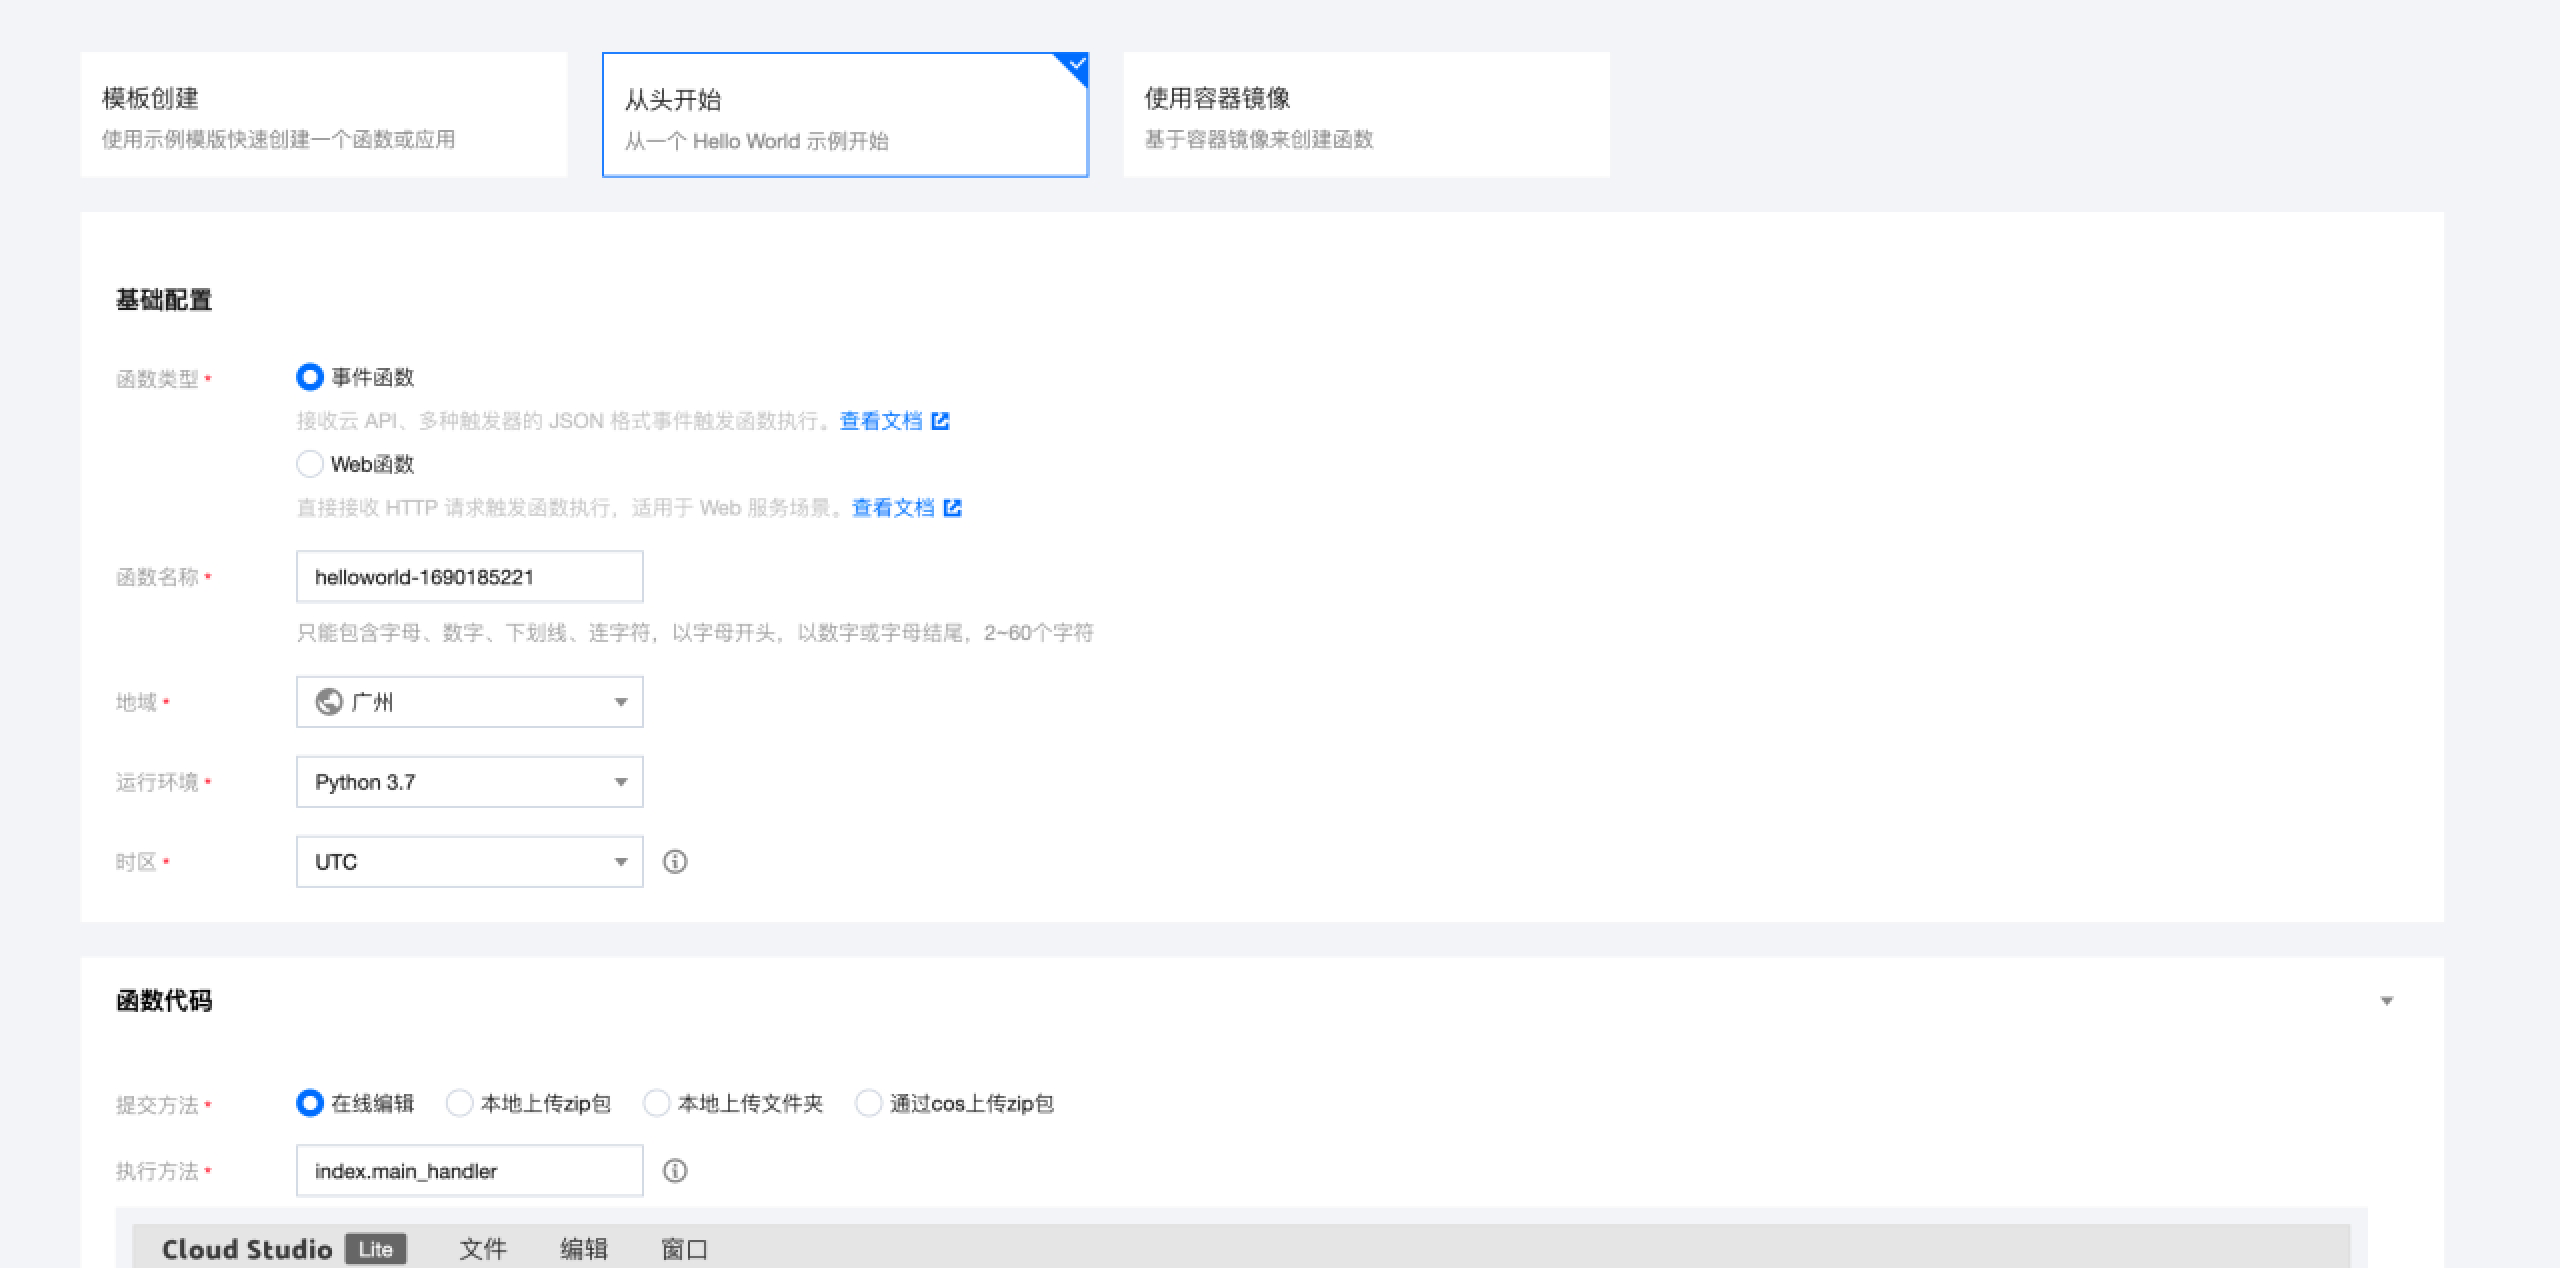 模板创建
使用示例模版快速创建一个函数或应用
从头开始
从一个 Hello World 示例开始
使用容器镜像
基于容器镜像来创建函数
基础配置
函数类型 *
事件函数
接收云 API、多种触发器的 JSON 格式事件触发函数执行。查看文档
Web函数
直接接收 HTTP 请求触发函数执行，适用于 Web 服务场景。查看文档
函数名称 * helloworld-1690185221
只能包含字母、数字、下划线、连字符，以字母开头，以数字或字母结尾，2~60个字符
地域 * 广州
运行环境 * Python 3.7
时区 * UTC
函数代码
提交方法 * 在线编辑 本地上传zip包 本地上传文件夹 通过cos上传zip包
执行方法 * index.main_handler
Cloud Studio Lite 文件 编辑 窗口